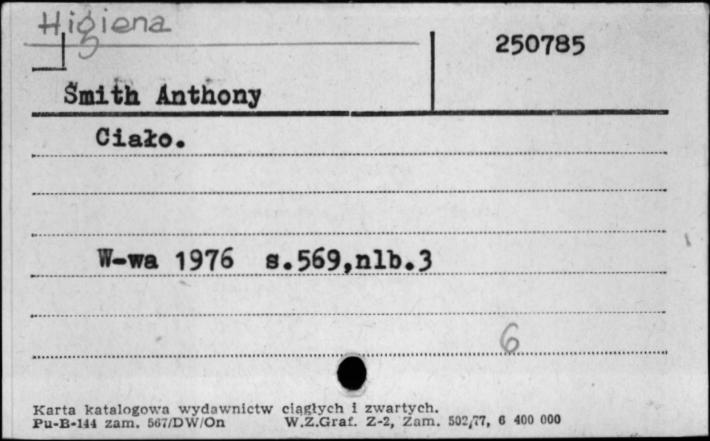 Higiena
250785
Smith Anthony
Ciało.
W-wa 1976 s.569,nlb.3
6
Karta katalogowa wydawnictw ciągłych i zwartych.
Pu-B-144 zam. 567/DW/On W.Z.Graf. Z-2, Zam. 502/77, 6 400 000